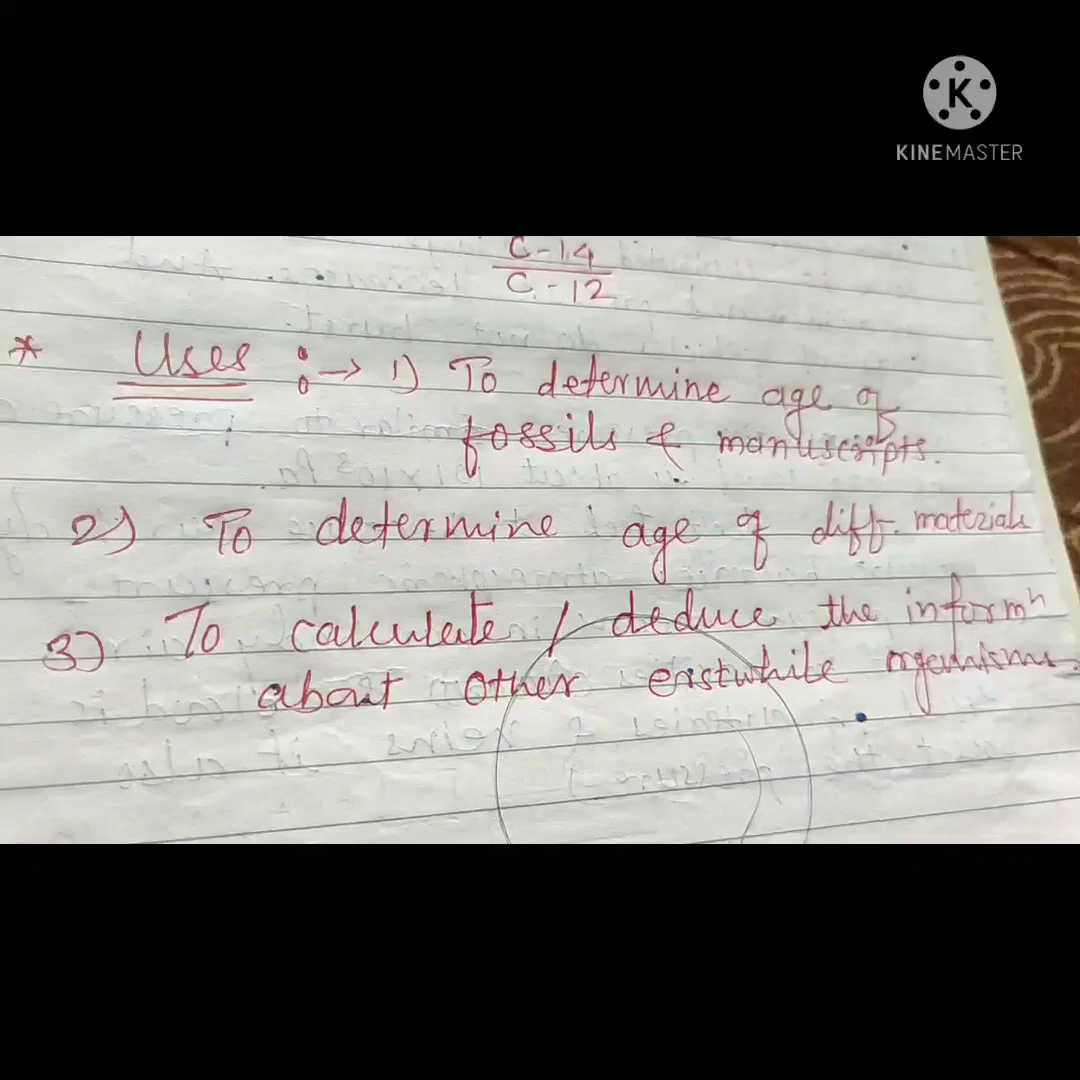 K
KINEMASTER
C-14
C-12
* Uses :→ 1) To determine age of
fossils & manuscripts.
2) To determine age of diff. materials
3) To calculate / deduce the informⁿ
about other erstwhile organisms.